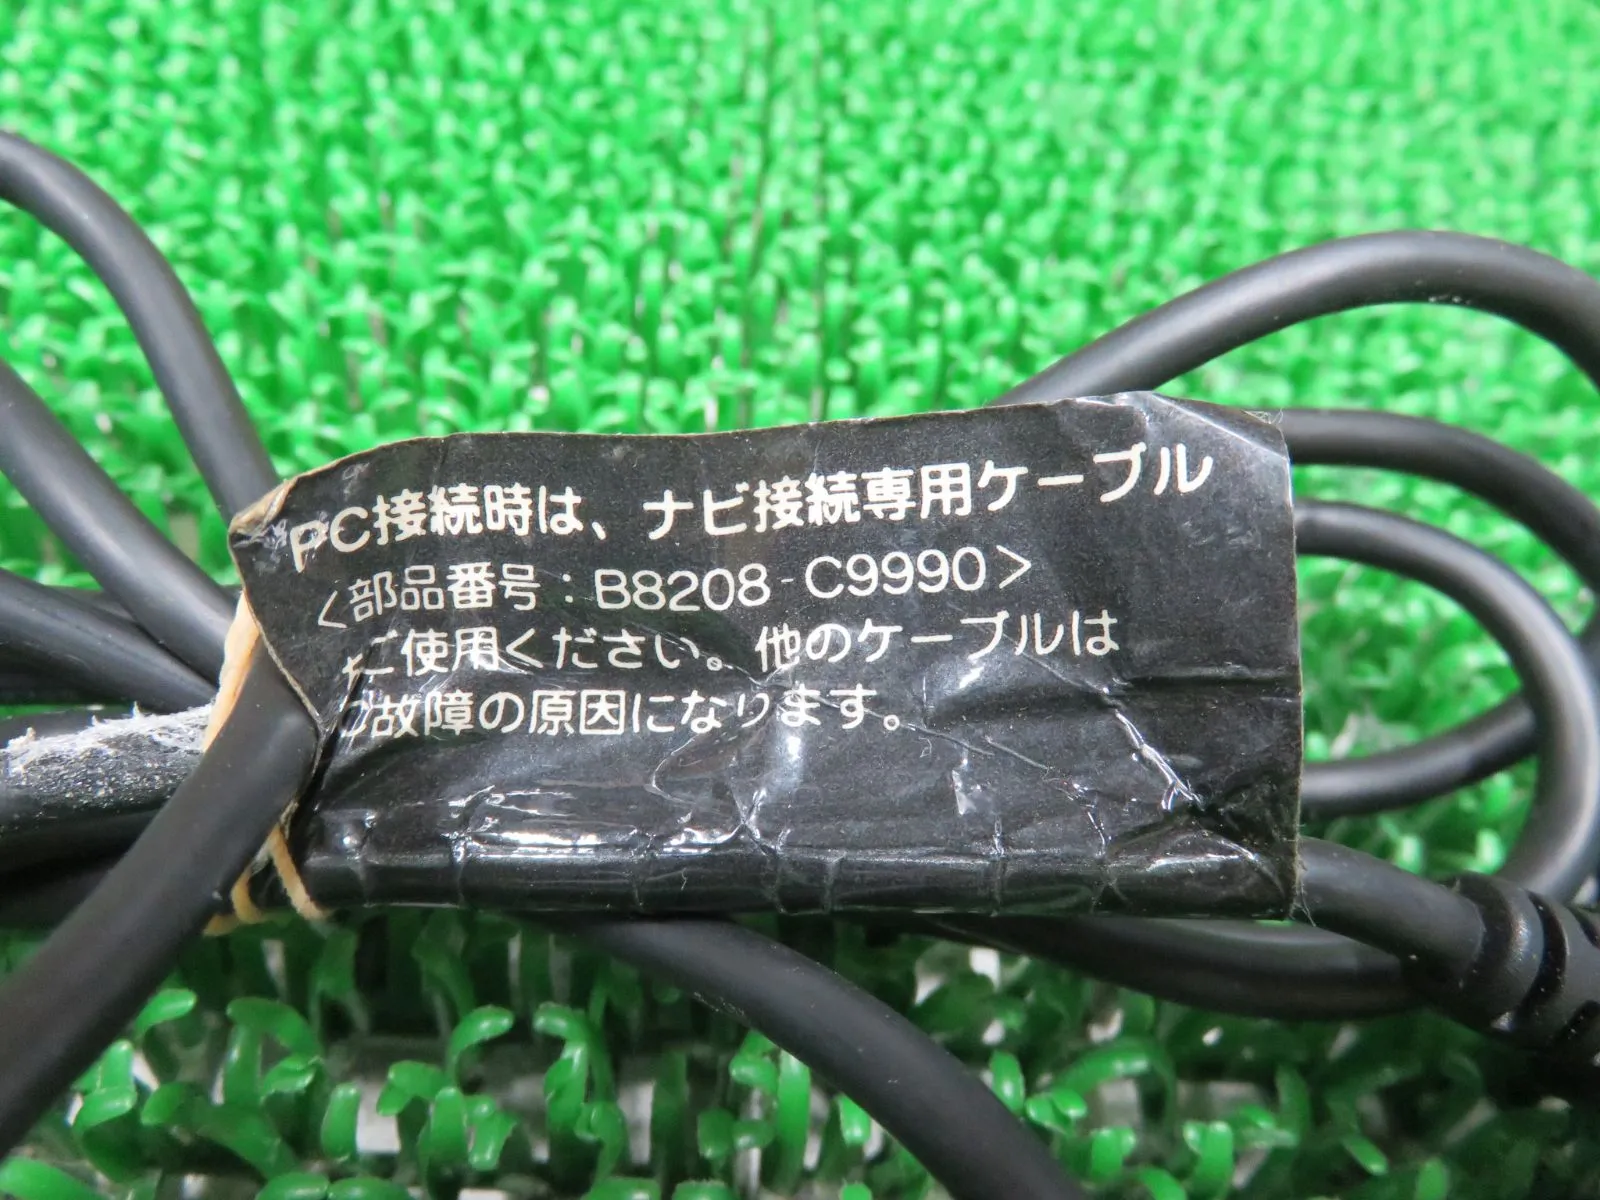 PC接続時は、ナビ接続専用ケーブル
<部品番号：B8208-C9990>
をご使用ください。他のケーブルは
故障の原因になります。